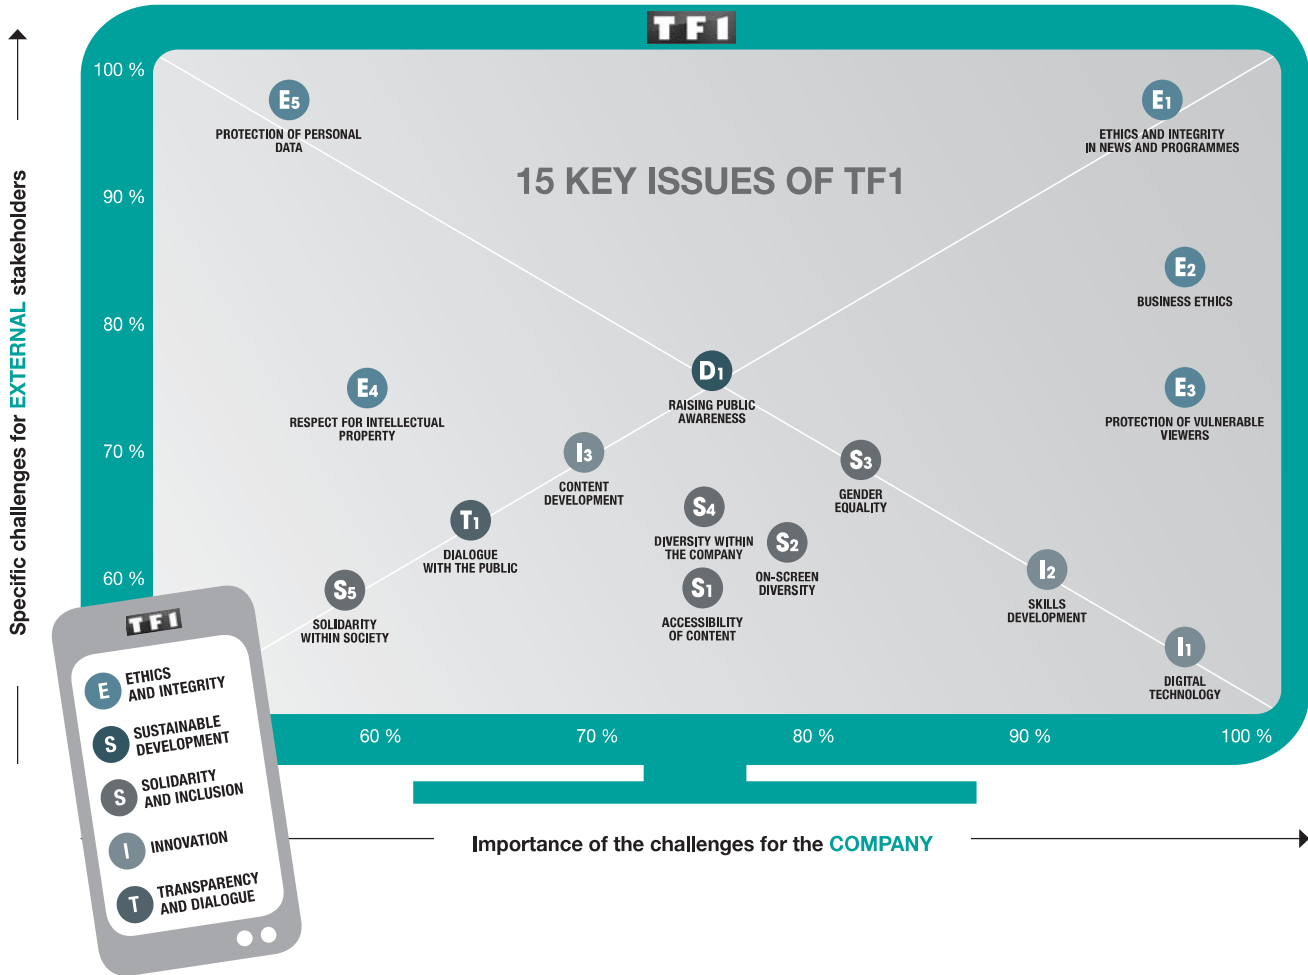 TF1
100 %
90 %
80 %
70 %
60 %
Specific challenges for EXTERNAL stakeholders
15 KEY ISSUES OF TF1
E5
PROTECTION OF PERSONAL
DATA
E1
ETHICS AND INTEGRITY
IN NEWS AND PROGRAMMES
E2
BUSINESS ETHICS
D1
RAISING PUBLIC
AWARENESS
E4
RESPECT FOR INTELLECTUAL
PROPERTY
E3
PROTECTION OF VULNERABLE
VIEWERS
I3
CONTENT
DEVELOPMENT
S3
GENDER
EQUALITY
S4
DIVERSITY WITHIN
THE COMPANY
T1
DIALOGUE
WITH THE PUBLIC
S2
ON-SCREEN
DIVERSITY
I2
SKILLS
DEVELOPMENT
S5
SOLIDARITY
WITHIN SOCIETY
S1
ACCESSIBILITY
OF CONTENT
I1
DIGITAL
TECHNOLOGY
60 %
70 %
80 %
90 %
100 %
Importance of the challenges for the COMPANY
TF1
E
ETHICS
AND INTEGRITY
S
SUSTAINABLE
DEVELOPMENT
S
SOLIDARITY
AND INCLUSION
I
INNOVATION
T
TRANSPARENCY
AND DIALOGUE